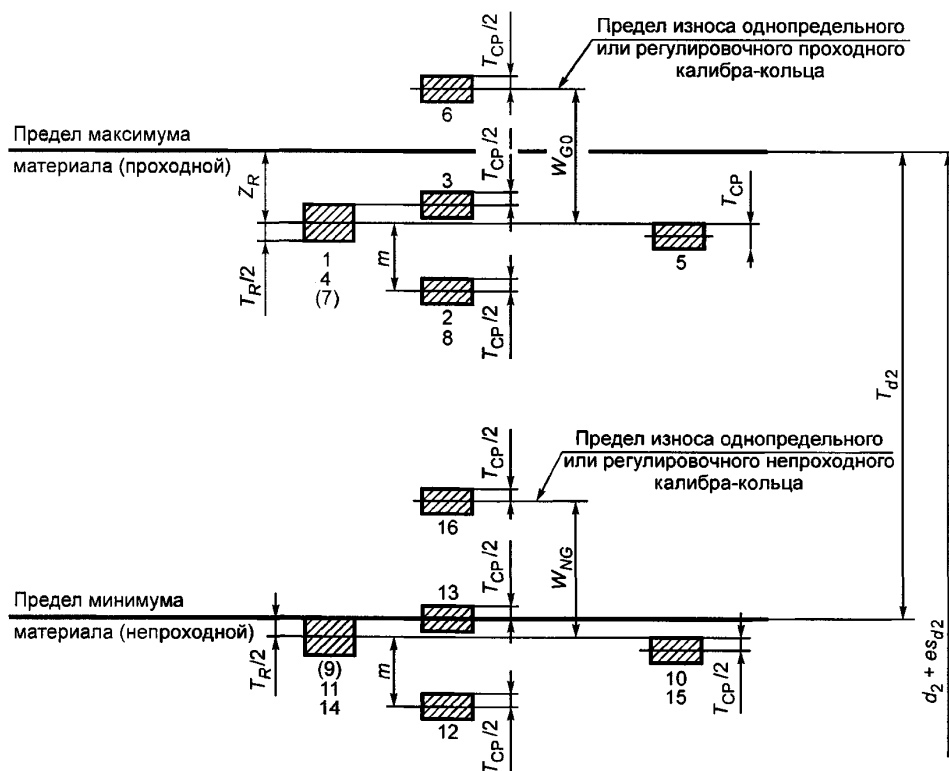 Предел износа однопредельного
или регулировочного проходного
калибра-кольца
T_CP/2
6
Предел максимума
материала (проходной)
T_CP/2
W_G0
Z_R
3
T_CP
1
4
(7)
T_R/2
m
5
2
8
T_CP/2
T_d2
Предел износа однопредельного
или регулировочного непроходного
калибра-кольца
T_CP/2
16
W_NG
T_CP/2
13
Предел минимума
материала (непроходной)
T_R/2
(9)
11
14
m
10
15
T_CP/2
12
T_CP/2
d_2 + es_d2